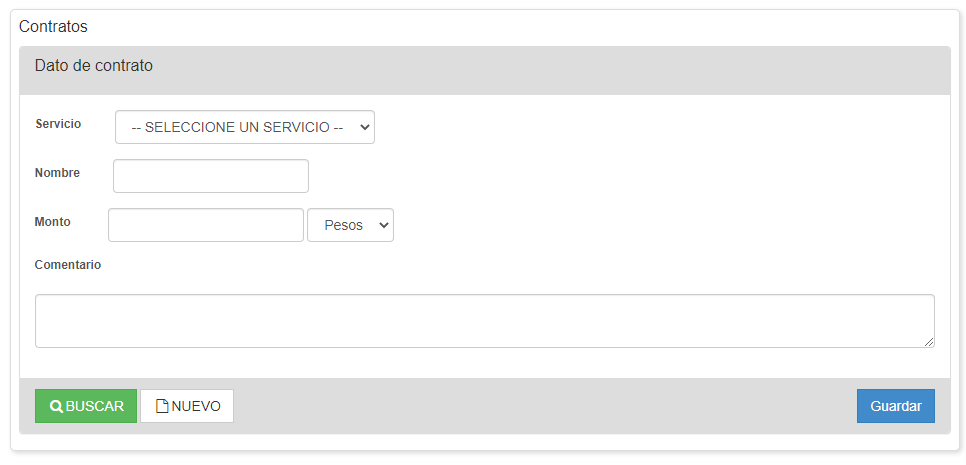 Contratos
Dato de contrato
Servicio -- SELECCIONE UN SERVICIO --
Nombre
Monto Pesos
Comentario
BUSCAR NUEVO Guardar